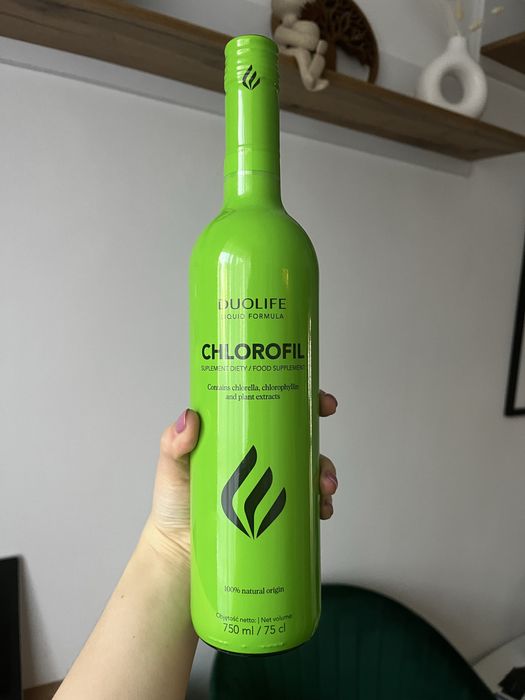 DUOLIFE
LIQUID FORMULA
CHLOROFIL
SUPLEMENT DIETY / FOOD SUPPLEMENT
Contains chlorella, chlorophyllin
and plant extracts
100% natural origin
Objętość netto: | Net volume
750 ml / 75 cl